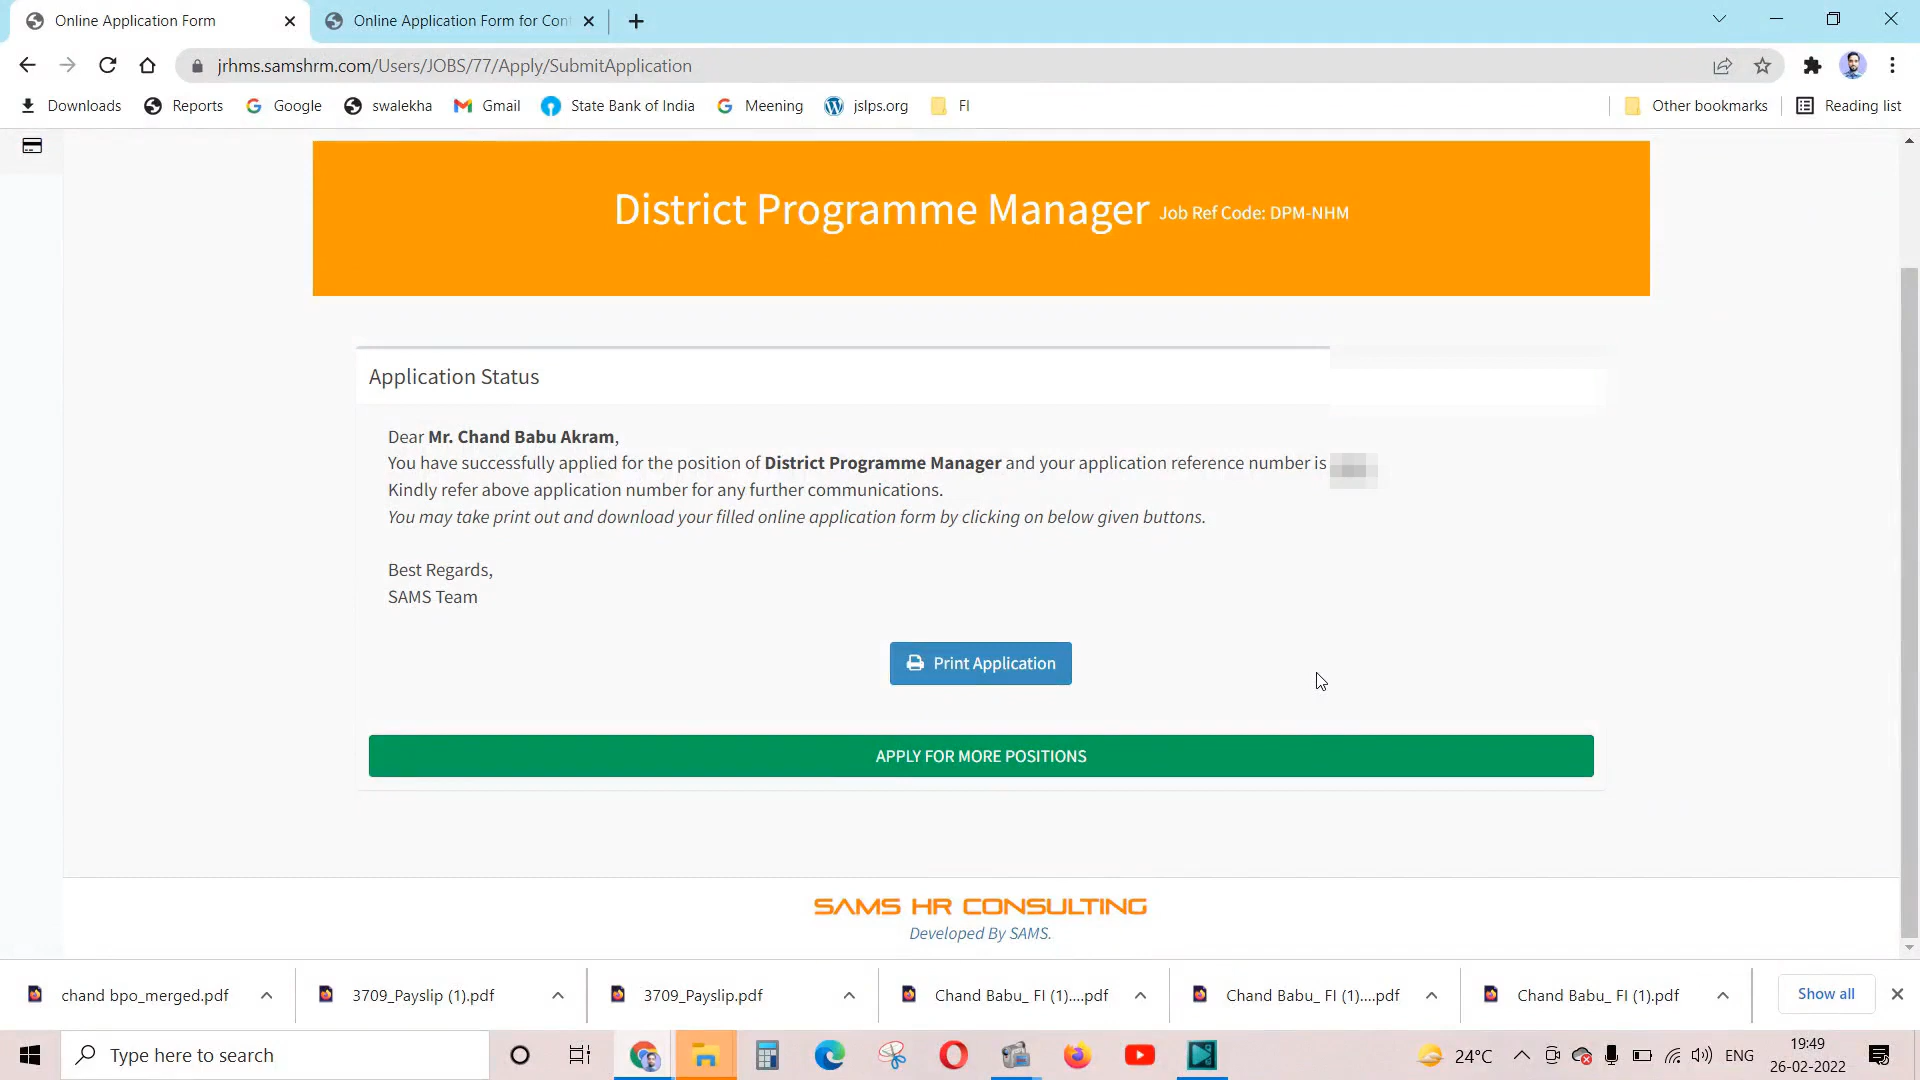 Online Application Form
Online Application Form for Con
jrhms.samshrm.com/Users/JOBS/77/Apply/SubmitApplication
Downloads Reports Google swalekha Gmail State Bank of India Meening jslps.org FI Other bookmarks Reading list
District Programme Manager Job Ref Code: DPM-NHM
Application Status
Dear Mr. Chand Babu Akram,
You have successfully applied for the position of District Programme Manager and your application reference number is
Kindly refer above application number for any further communications.
You may take print out and download your filled online application form by clicking on below given buttons.
Best Regards,
SAMS Team
Print Application
APPLY FOR MORE POSITIONS
SAMS HR CONSULTING
Developed By SAMS.
chand bpo_merged.pdf 3709_Payslip (1).pdf 3709_Payslip.pdf Chand Babu_ FI (1)....pdf Chand Babu_ FI (1)....pdf Chand Babu_ FI (1).pdf Show all
Type here to search 24°C ENG 19:49
26-02-2022